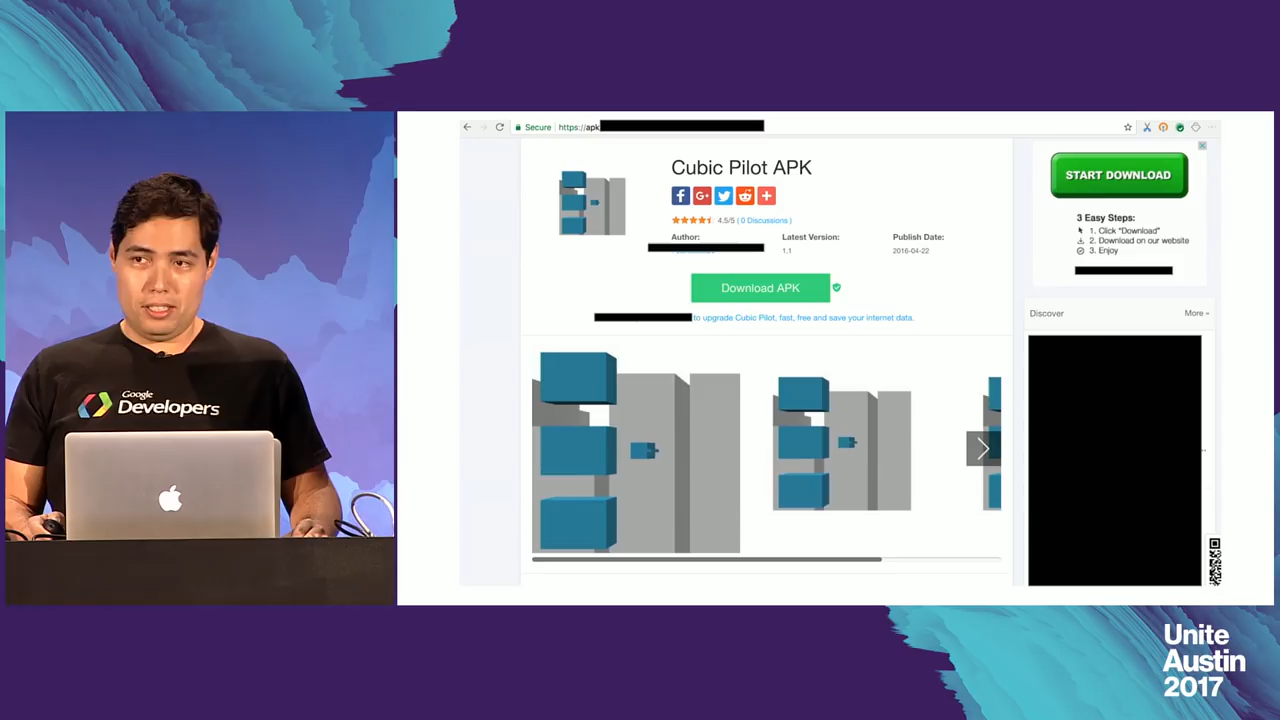 Secure https://apk
Cubic Pilot APK
4.5/5 ( 0 Discussions )
Author: Latest Version: Publish Date:
1.1 2016-04-22
Download APK
to upgrade Cubic Pilot, fast, free and save your internet data.
START DOWNLOAD
3 Easy Steps:
1. Click "Download"
2. Download on our website
3. Enjoy
Discover More »
Google
Developers
Unite
Austin
2017